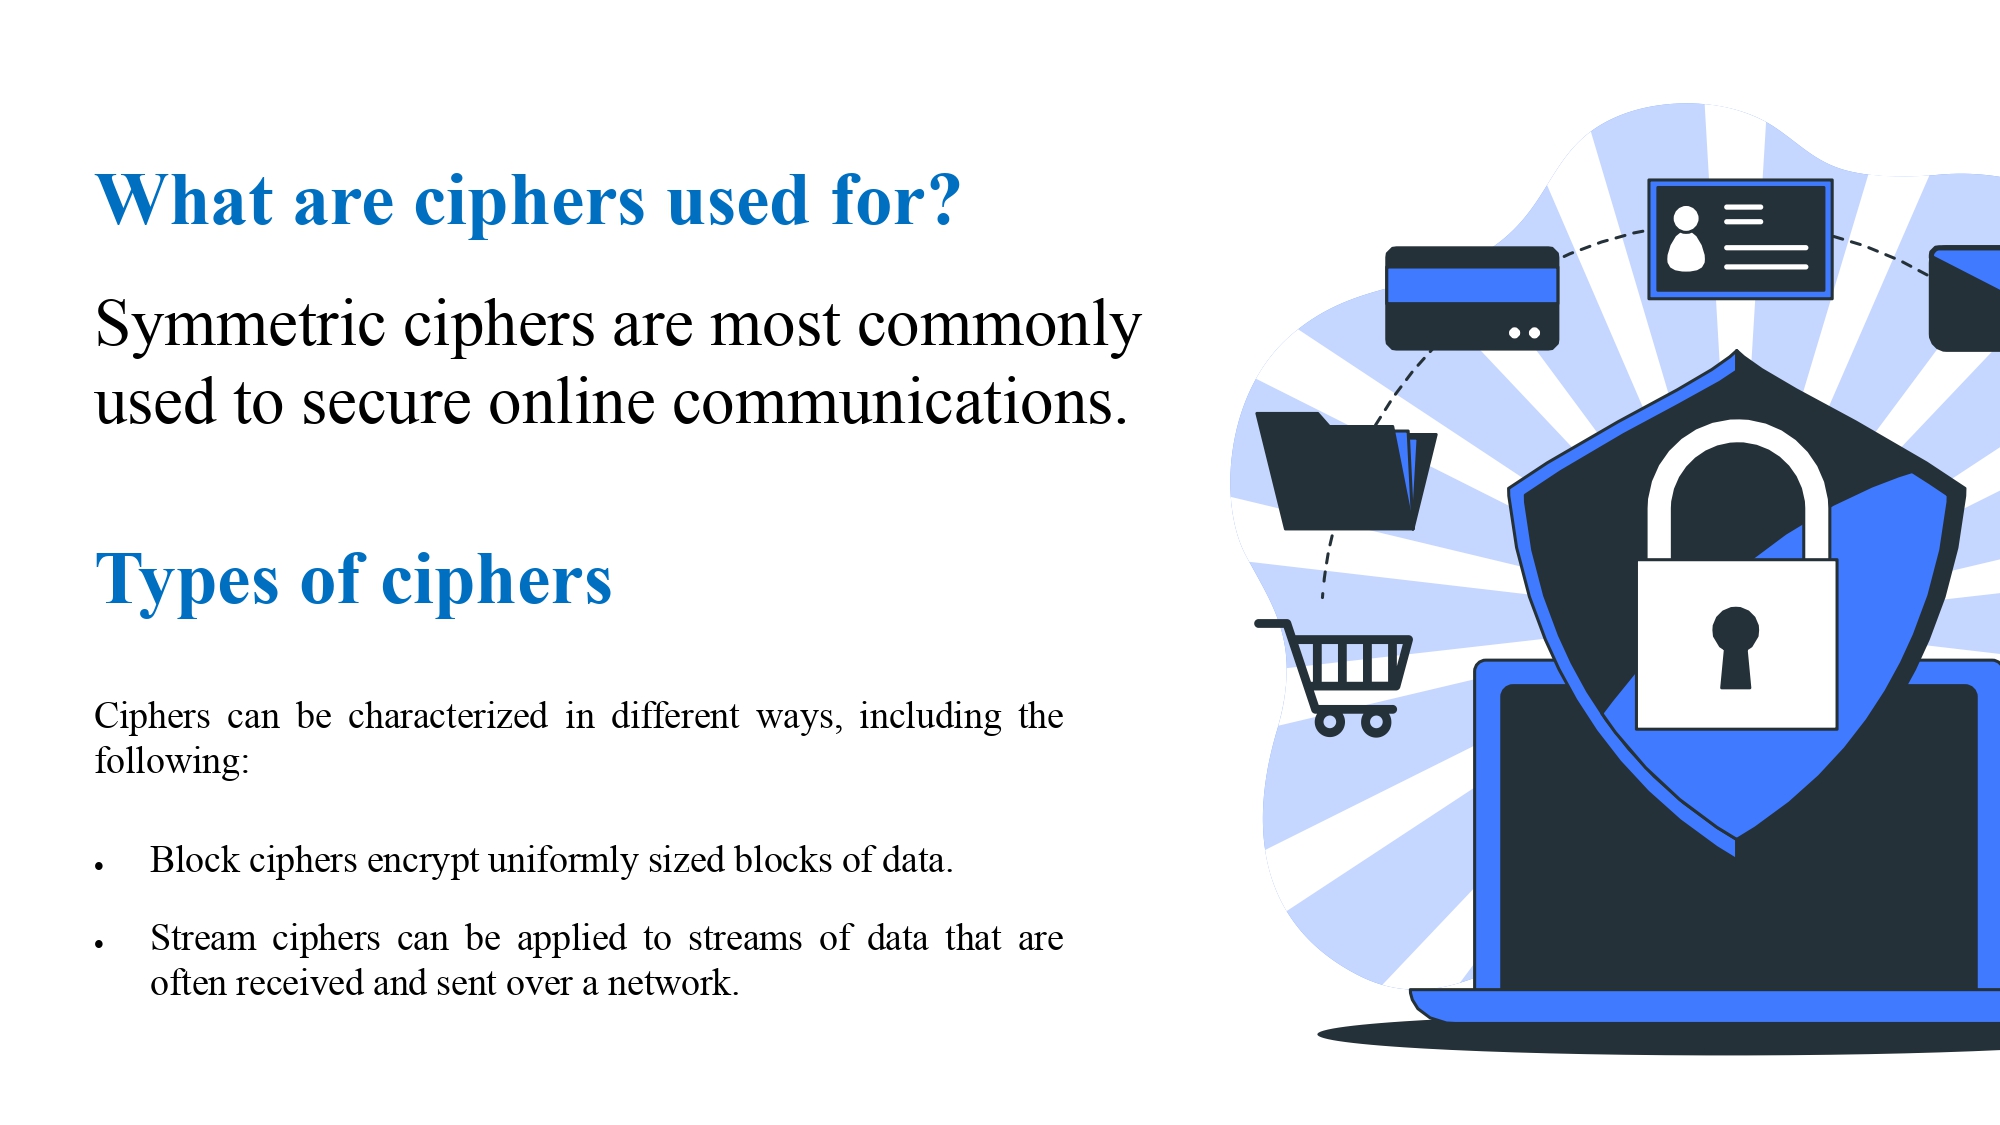 What are ciphers used for?
Symmetric ciphers are most commonly
used to secure online communications.
Types of ciphers
Ciphers can be characterized in different ways, including the
following:
• Block ciphers encrypt uniformly sized blocks of data.
• Stream ciphers can be applied to streams of data that are
often received and sent over a network.